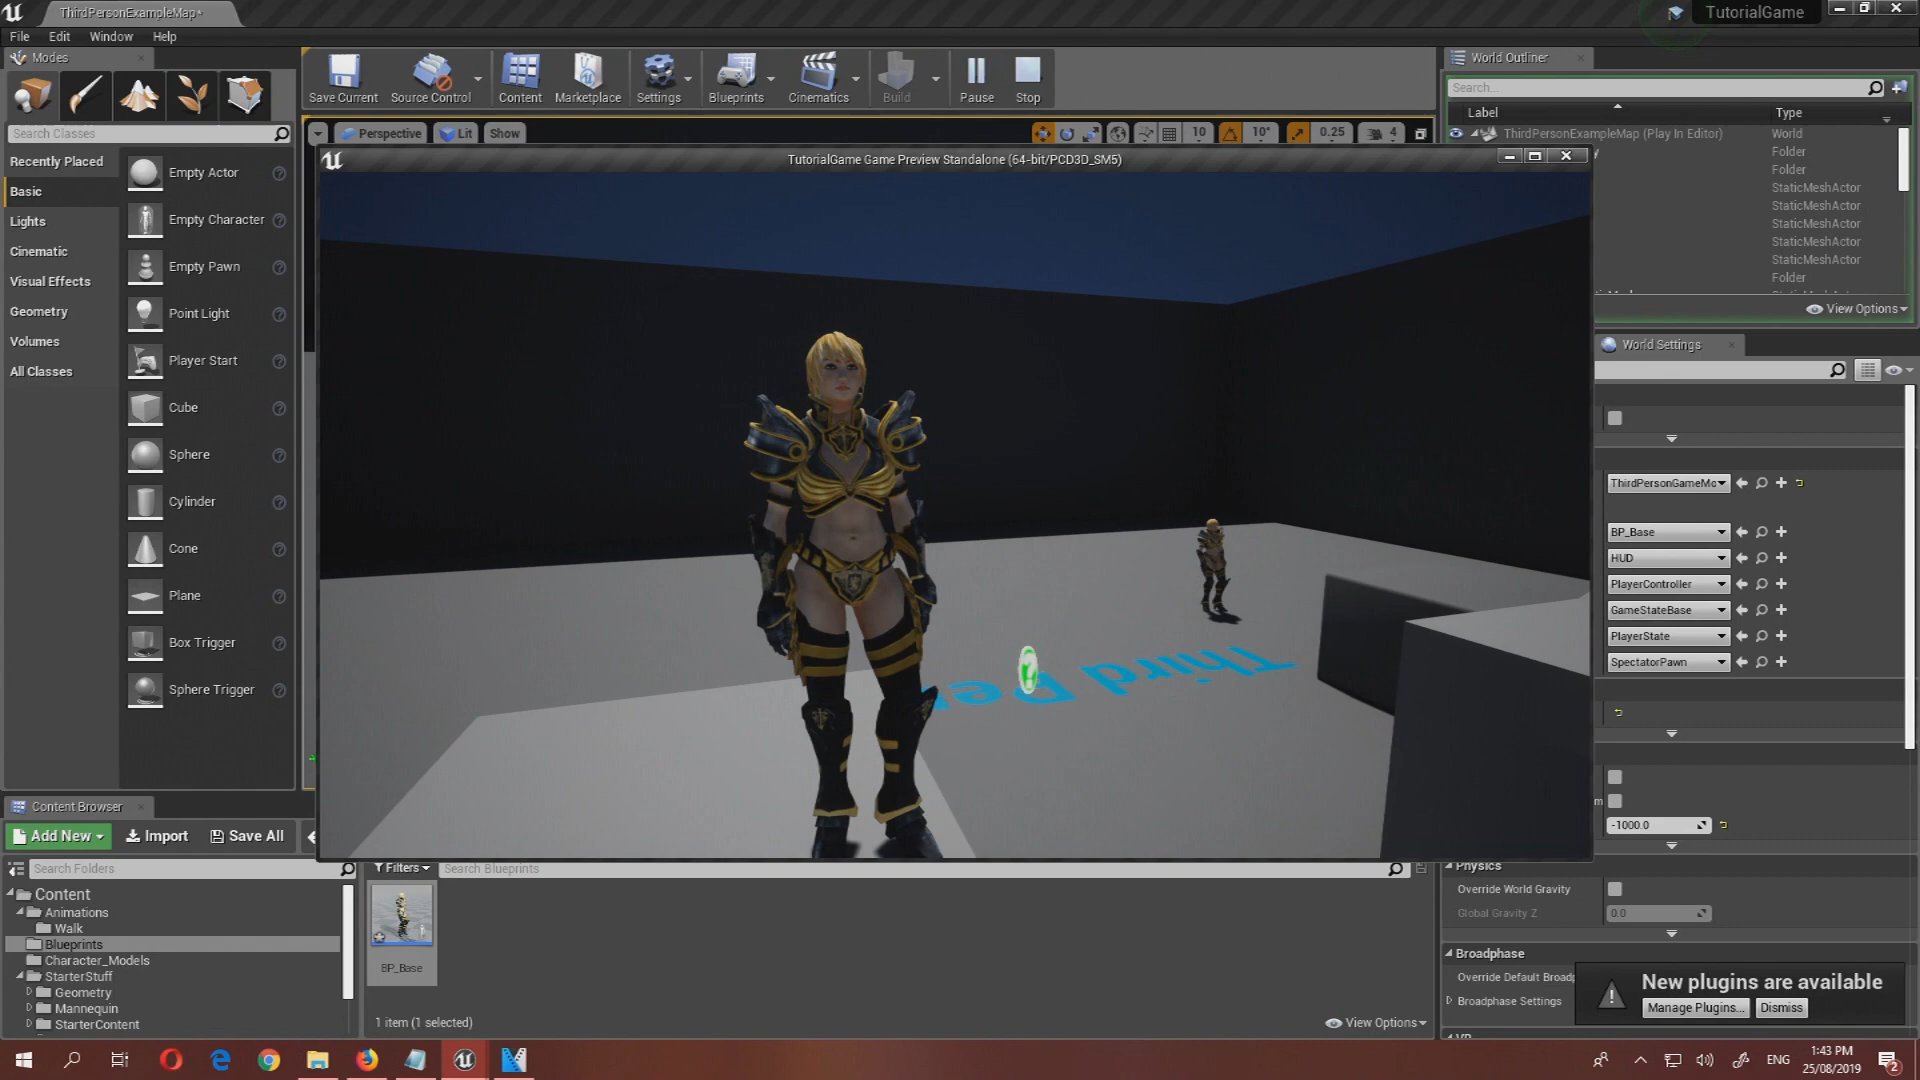 ThirdPersonExampleMap*
TutorialGame
File Edit Window Help
Modes
Search Classes
Recently Placed
Basic
Lights
Cinematic
Visual Effects
Geometry
Volumes
All Classes
Empty Actor
Empty Character
Empty Pawn
Point Light
Player Start
Cube
Sphere
Cylinder
Cone
Plane
Box Trigger
Sphere Trigger
Save Current Source Control Content Marketplace Settings Blueprints Cinematics Build Pause Stop
Perspective Lit Show 10 10° 0.25 4
TutorialGame Game Preview Standalone (64-bit/PCD3D_SM5)
Third Per
World Outliner
Search...
Label Type
ThirdPersonExampleMap (Play In Editor) World
Folder
Folder
StaticMeshActor
StaticMeshActor
StaticMeshActor
StaticMeshActor
StaticMeshActor
Folder
View Options
World Settings
ThirdPersonGameMo
BP_Base
HUD
PlayerController
GameStateBase
PlayerState
SpectatorPawn
-1000.0
Physics
Override World Gravity
Global Gravity Z 0.0
Broadphase
Override Default Broadp
Broadphase Settings
New plugins are available
Manage Plugins... Dismiss
Content Browser
Add New Import Save All
Search Folders
Content
Animations
Walk
Blueprints
Character_Models
StarterStuff
Geometry
Mannequin
StarterContent
Filters Search Blueprints
BP_Base
1 item (1 selected)
View Options
ENG
1:43 PM
25/08/2019
2